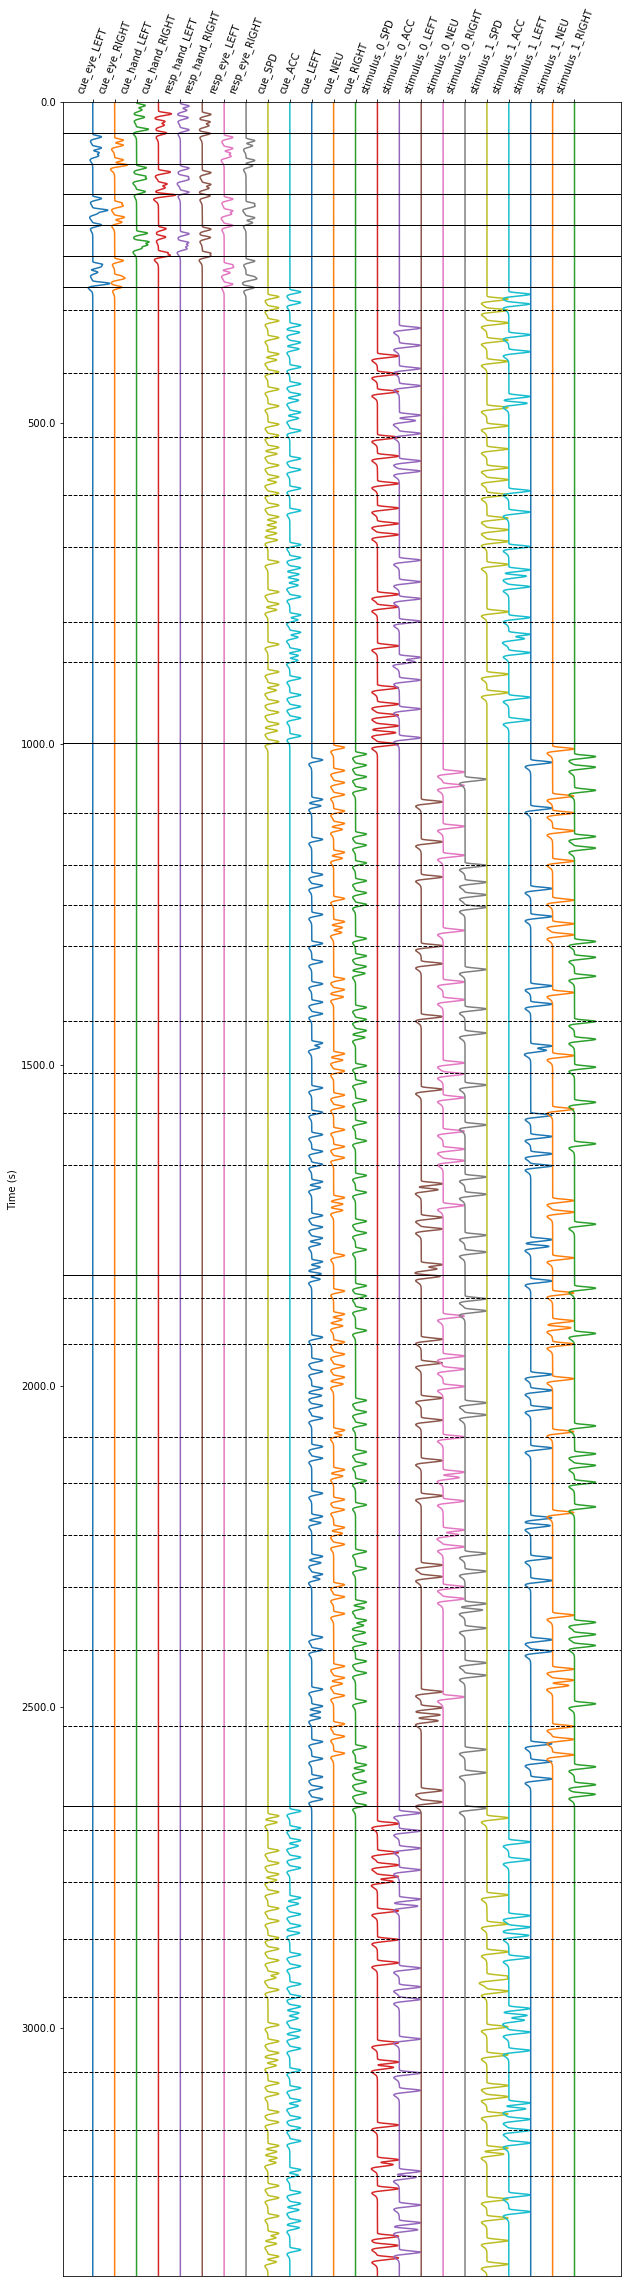 cue_eye_LEFT
cue_eye_RIGHT
cue_hand_LEFT
cue_hand_RIGHT
resp_hand_LEFT
resp_hand_RIGHT
resp_eye_LEFT
resp_eye_RIGHT
cue_SPD
cue_ACC
cue_LEFT
cue_NEU
cue_RIGHT
stimulus_0_SPD
stimulus_0_ACC
stimulus_0_LEFT
stimulus_0_NEU
stimulus_0_RIGHT
stimulus_1_SPD
stimulus_1_ACC
stimulus_1_LEFT
stimulus_1_NEU
stimulus_1_RIGHT
0.0
500.0
1000.0
1500.0
Time (s)
2000.0
2500.0
3000.0